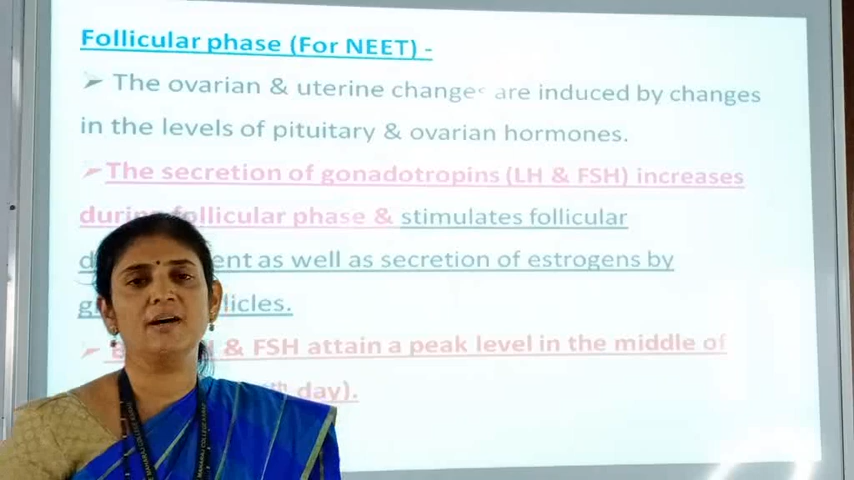 Follicular phase (For NEET) -
➢ The ovarian & uterine changes are induced by changes
in the levels of pituitary & ovarian hormones.
➢ The secretion of gonadotropins (LH & FSH) increases
during follicular phase & stimulates follicular
ent as well as secretion of estrogens by
licles.
➢ & FSH attain a peak level in the middle of
th day).